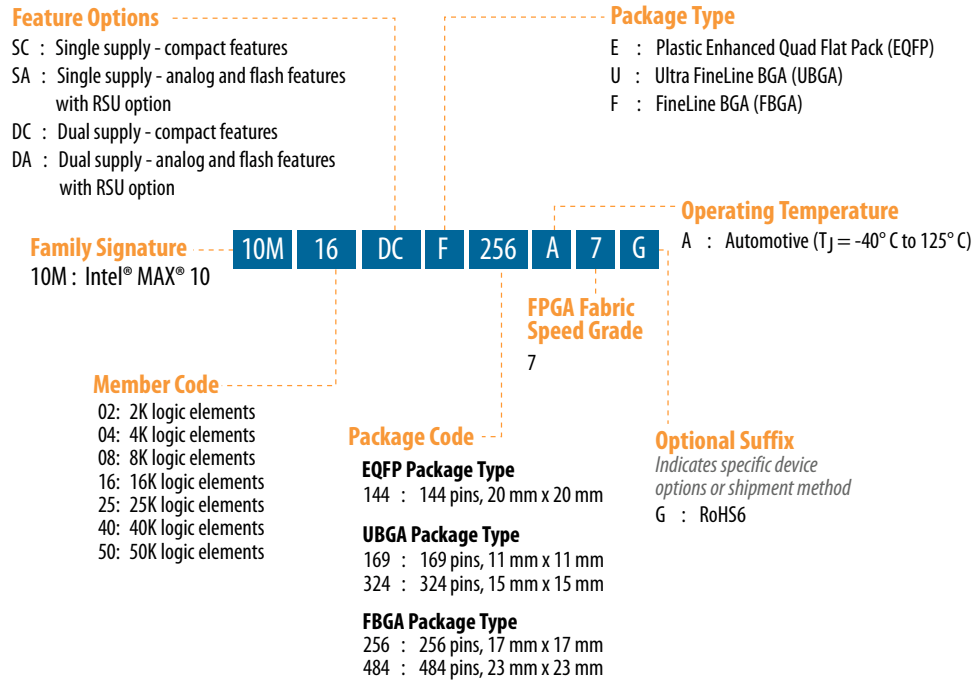 Feature Options
SC : Single supply - compact features
SA : Single supply - analog and flash features
with RSU option
DC : Dual supply - compact features
DA : Dual supply - analog and flash features
with RSU option
Package Type
E : Plastic Enhanced Quad Flat Pack (EQFP)
U : Ultra FineLine BGA (UBGA)
F : FineLine BGA (FBGA)
Operating Temperature
A : Automotive (TJ = -40° C to 125° C)
Family Signature
10M : Intel® MAX® 10
10M 16 DC F 256 A 7 G
FPGA Fabric
Speed Grade
7
Member Code
02: 2K logic elements
04: 4K logic elements
08: 8K logic elements
16: 16K logic elements
25: 25K logic elements
40: 40K logic elements
50: 50K logic elements
Package Code
EQFP Package Type
144 : 144 pins, 20 mm x 20 mm
UBGA Package Type
169 : 169 pins, 11 mm x 11 mm
324 : 324 pins, 15 mm x 15 mm
FBGA Package Type
256 : 256 pins, 17 mm x 17 mm
484 : 484 pins, 23 mm x 23 mm
Optional Suffix
Indicates specific device
options or shipment method
G : RoHS6